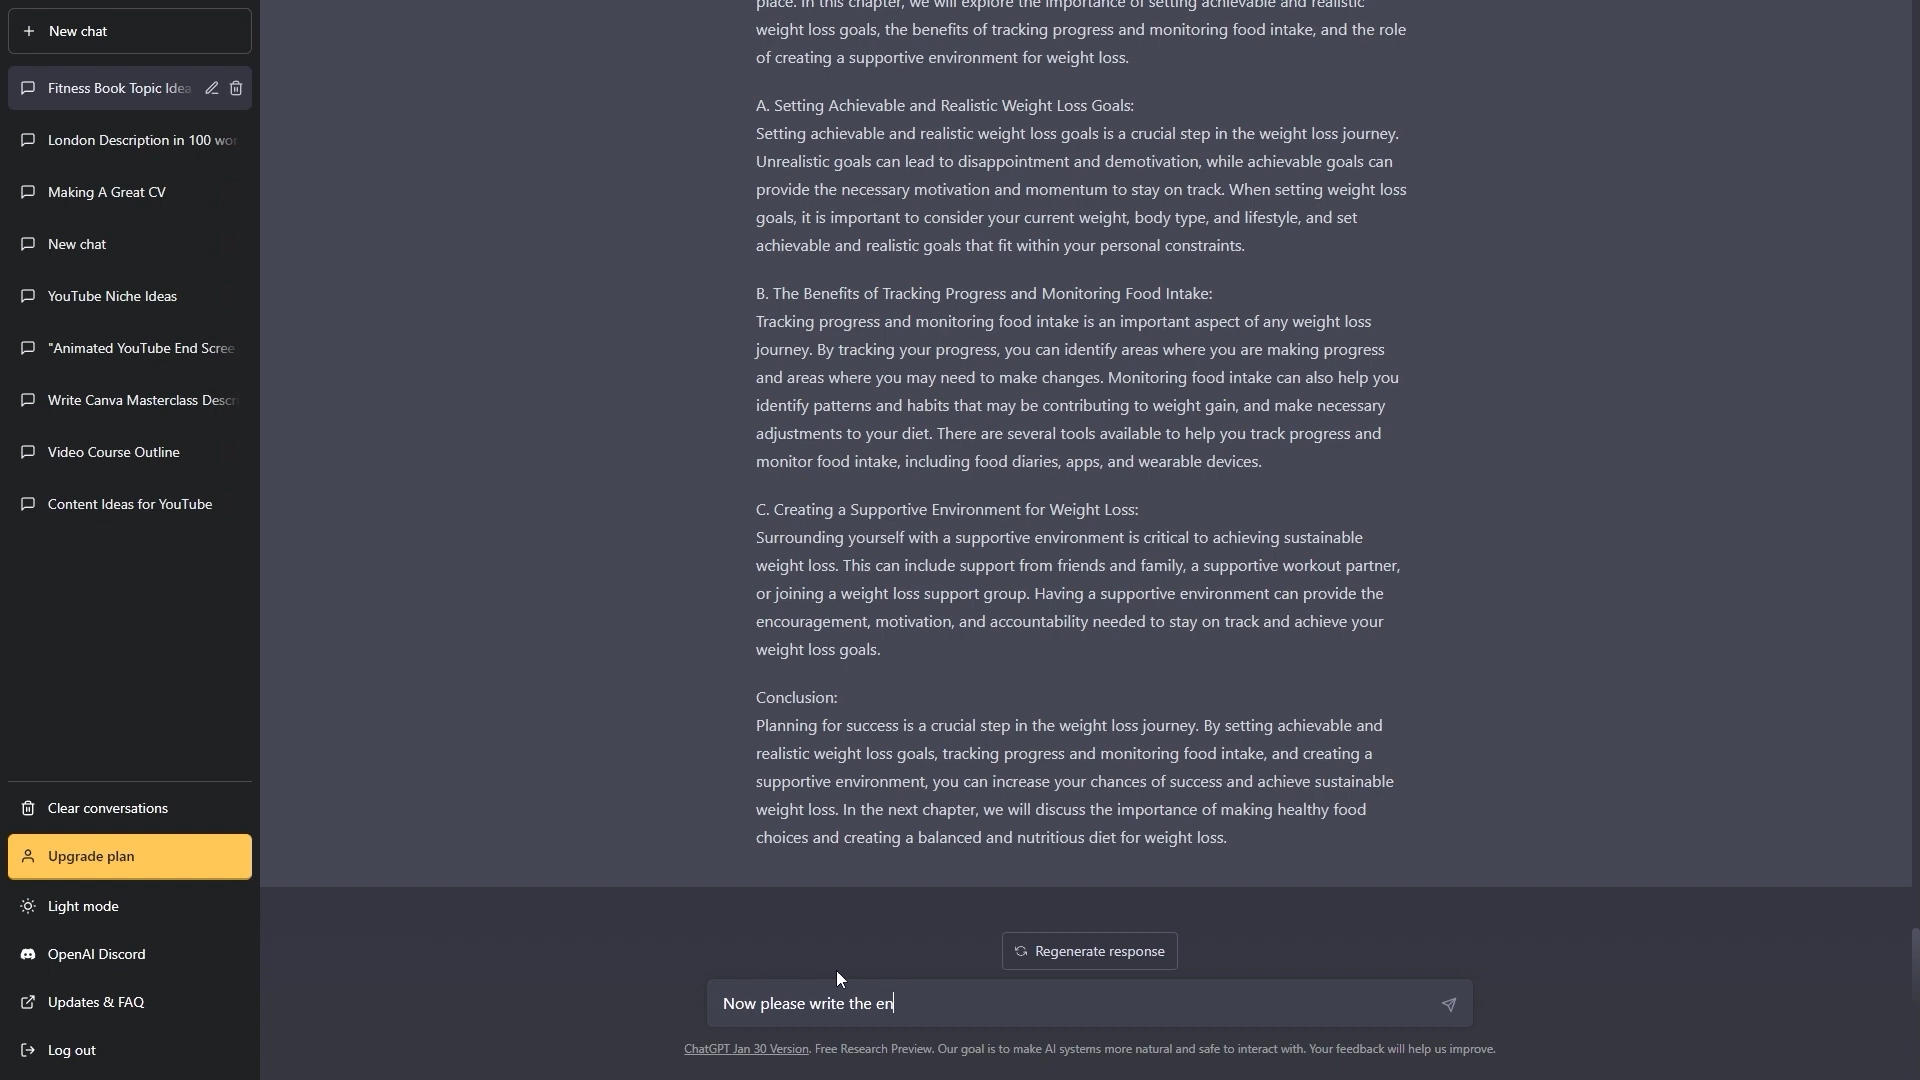 New chat
Fitness Book Topic Idea
London Description in 100 wor
Making A Great CV
New chat
YouTube Niche Ideas
"Animated YouTube End Scree
Write Canva Masterclass Descri
Video Course Outline
Content Ideas for YouTube
Clear conversations
Upgrade plan
Light mode
OpenAI Discord
Updates & FAQ
Log out
place. In this chapter, we will explore the importance of setting achievable and realistic
weight loss goals, the benefits of tracking progress and monitoring food intake, and the role
of creating a supportive environment for weight loss.
A. Setting Achievable and Realistic Weight Loss Goals:
Setting achievable and realistic weight loss goals is a crucial step in the weight loss journey.
Unrealistic goals can lead to disappointment and demotivation, while achievable goals can
provide the necessary motivation and momentum to stay on track. When setting weight loss
goals, it is important to consider your current weight, body type, and lifestyle, and set
achievable and realistic goals that fit within your personal constraints.
B. The Benefits of Tracking Progress and Monitoring Food Intake:
Tracking progress and monitoring food intake is an important aspect of any weight loss
journey. By tracking your progress, you can identify areas where you are making progress
and areas where you may need to make changes. Monitoring food intake can also help you
identify patterns and habits that may be contributing to weight gain, and make necessary
adjustments to your diet. There are several tools available to help you track progress and
monitor food intake, including food diaries, apps, and wearable devices.
C. Creating a Supportive Environment for Weight Loss:
Surrounding yourself with a supportive environment is critical to achieving sustainable
weight loss. This can include support from friends and family, a supportive workout partner,
or joining a weight loss support group. Having a supportive environment can provide the
encouragement, motivation, and accountability needed to stay on track and achieve your
weight loss goals.
Conclusion:
Planning for success is a crucial step in the weight loss journey. By setting achievable and
realistic weight loss goals, tracking progress and monitoring food intake, and creating a
supportive environment, you can increase your chances of success and achieve sustainable
weight loss. In the next chapter, we will discuss the importance of making healthy food
choices and creating a balanced and nutritious diet for weight loss.
Regenerate response
Now please write the en
ChatGPT Jan 30 Version. Free Research Preview. Our goal is to make AI systems more natural and safe to interact with. Your feedback will help us improve.